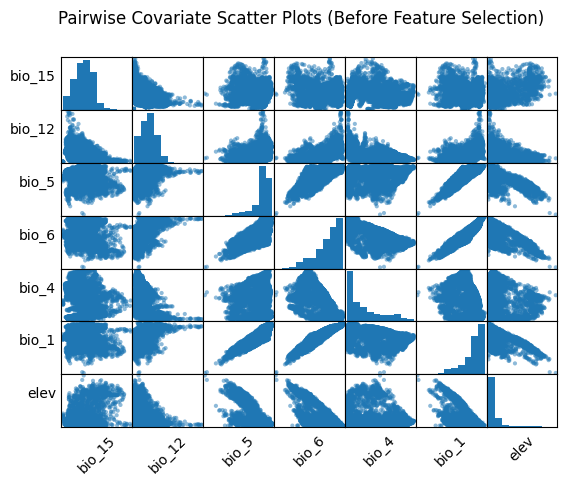 Pairwise Covariate Scatter Plots (Before Feature Selection)
bio_15
bio_12
bio_5
bio_6
bio_4
bio_1
elev
bio_15 bio_12 bio_5 bio_6 bio_4 bio_1 elev